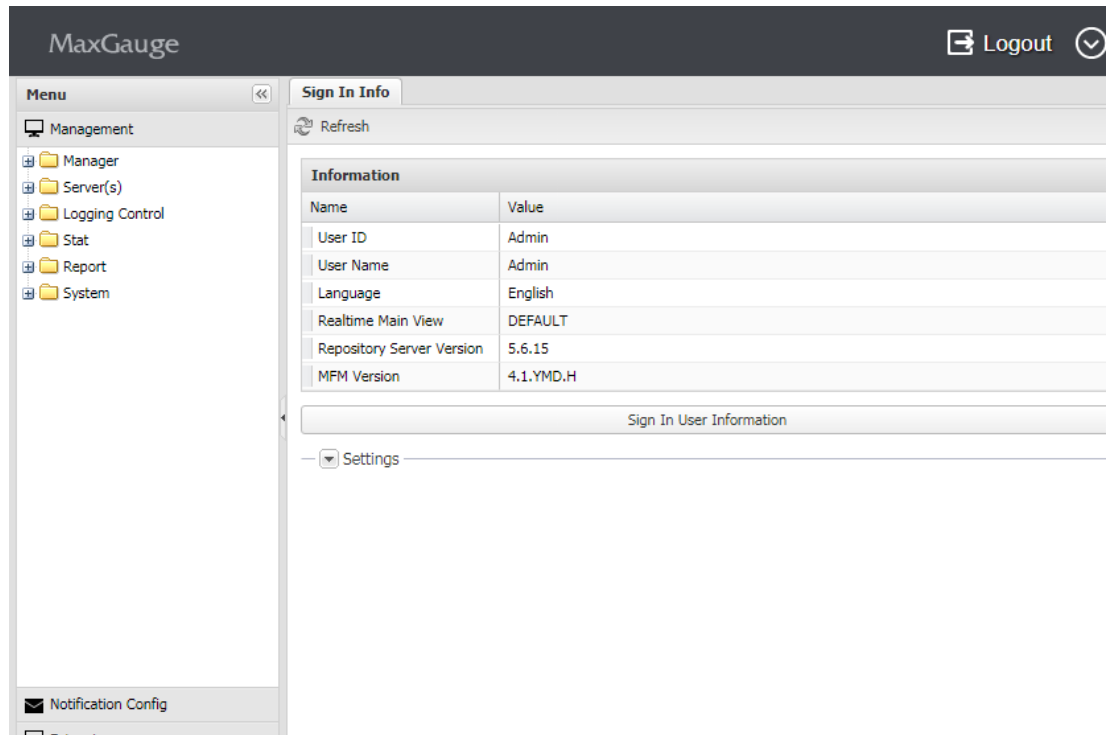 MaxGauge
Logout
Menu
Sign In Info
Management
Refresh
Manager
Server(s)
Logging Control
Stat
Report
System
Information
Name Value
User ID Admin
User Name Admin
Language English
Realtime Main View DEFAULT
Repository Server Version 5.6.15
MFM Version 4.1.YMD.H
Sign In User Information
Settings
Notification Config